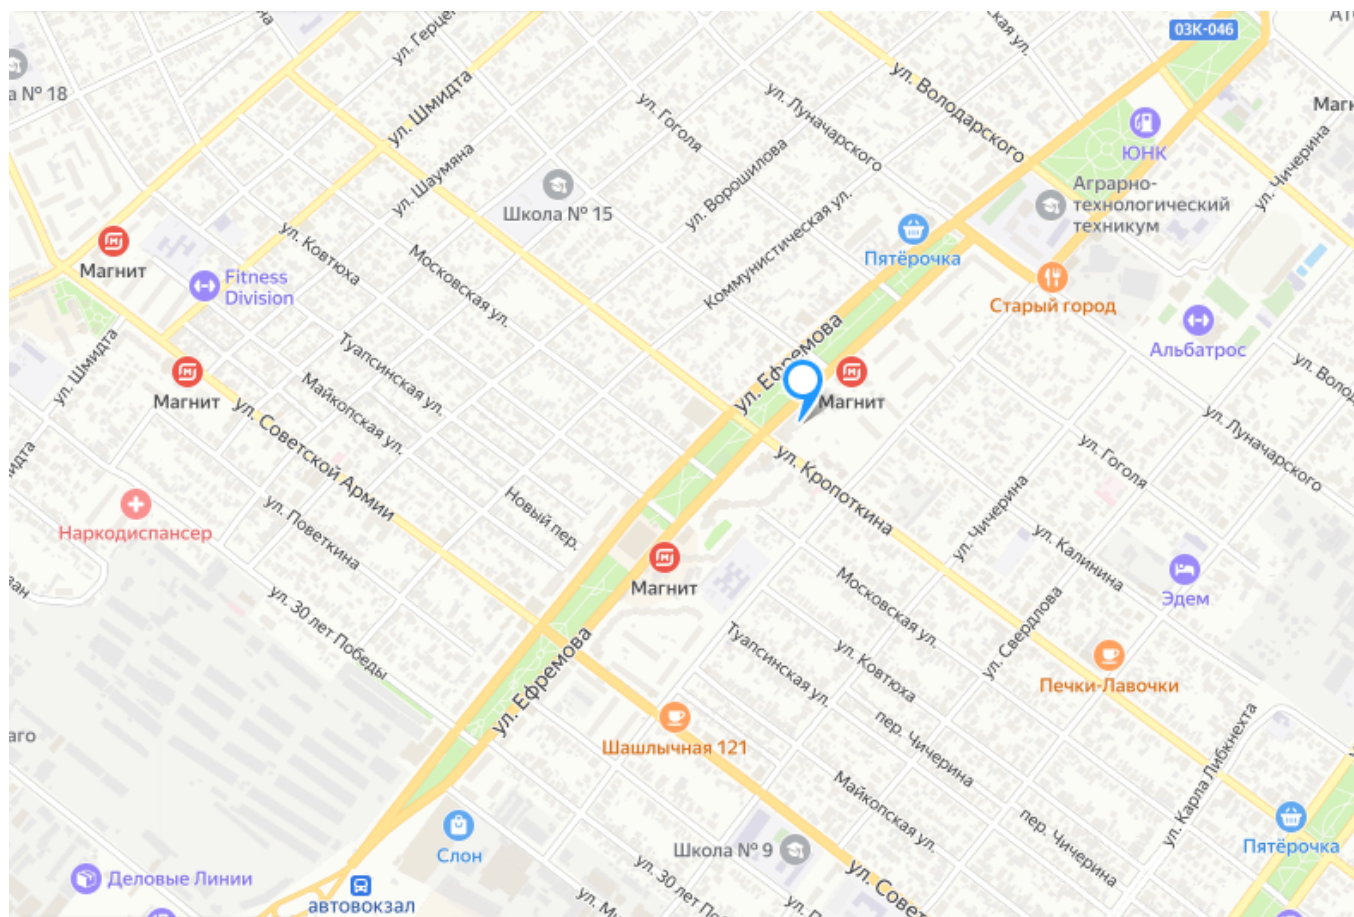 03К-046
ул. Герцена
ул. Шмидта
ул. Володарского
ул. Луначарского
ул. Гоголя
ЮНК
а № 18
ул. Шаумяна
ул. Ворошилова
Школа № 15
ул. Чичерина
Аграрно-
технологический
техникум
Коммунистическая ул.
Пятёрочка
Магнит
ул. Ковтюха
Московская ул.
Fitness
Division
Старый город
Альбатрос
ул. Ефремова
ул. Шмидта
Туапсинская ул.
Майкопская ул.
Магнит
Магнит
ул. Советской Армии
ул. Луначарского
ул. Гоголя
ул. Кропоткина
ул. Чичерина
Новый пер.
ул. Поветкина
Наркодиспансер
ул. Калинина
Магнит
Эдем
ул. 30 лет Победы
Московская ул.
ул. Свердлова
ул. Ковтюха
Туапсинская ул.
ул. Ефремова
Печки-Лавочки
Шашлычная 121
пер. Чичерина
ул. Карла Либкнехта
Майкопская ул.
пер. Чичерина
Слон
Школа № 9
Пятёрочка
Деловые Линии
автовокзал